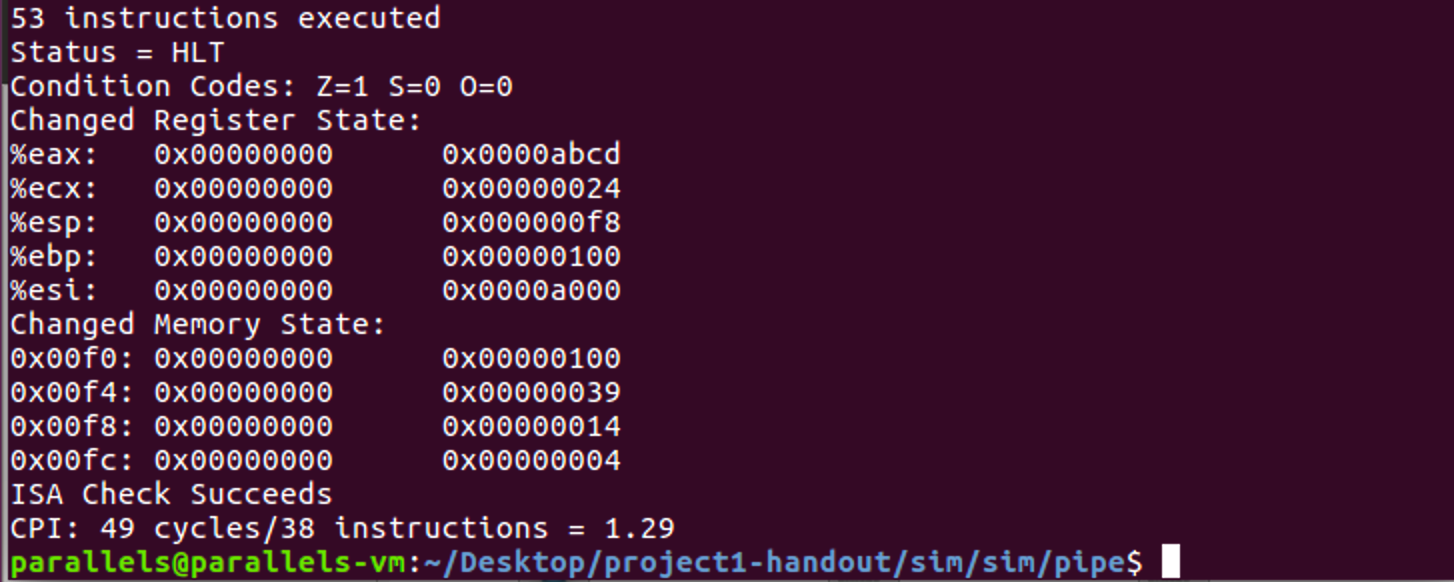 53 instructions executed
Status = HLT
Condition Codes: Z=1 S=0 O=0
Changed Register State:
%eax:   0x00000000      0x0000abcd
%ecx:   0x00000000      0x00000024
%esp:   0x00000000      0x000000f8
%ebp:   0x00000000      0x00000100
%esi:   0x00000000      0x0000a000
Changed Memory State:
0x00f0: 0x00000000      0x00000100
0x00f4: 0x00000000      0x00000039
0x00f8: 0x00000000      0x00000014
0x00fc: 0x00000000      0x00000004
ISA Check Succeeds
CPI: 49 cycles/38 instructions = 1.29
parallels@parallels-vm:~/Desktop/project1-handout/sim/sim/pipe$